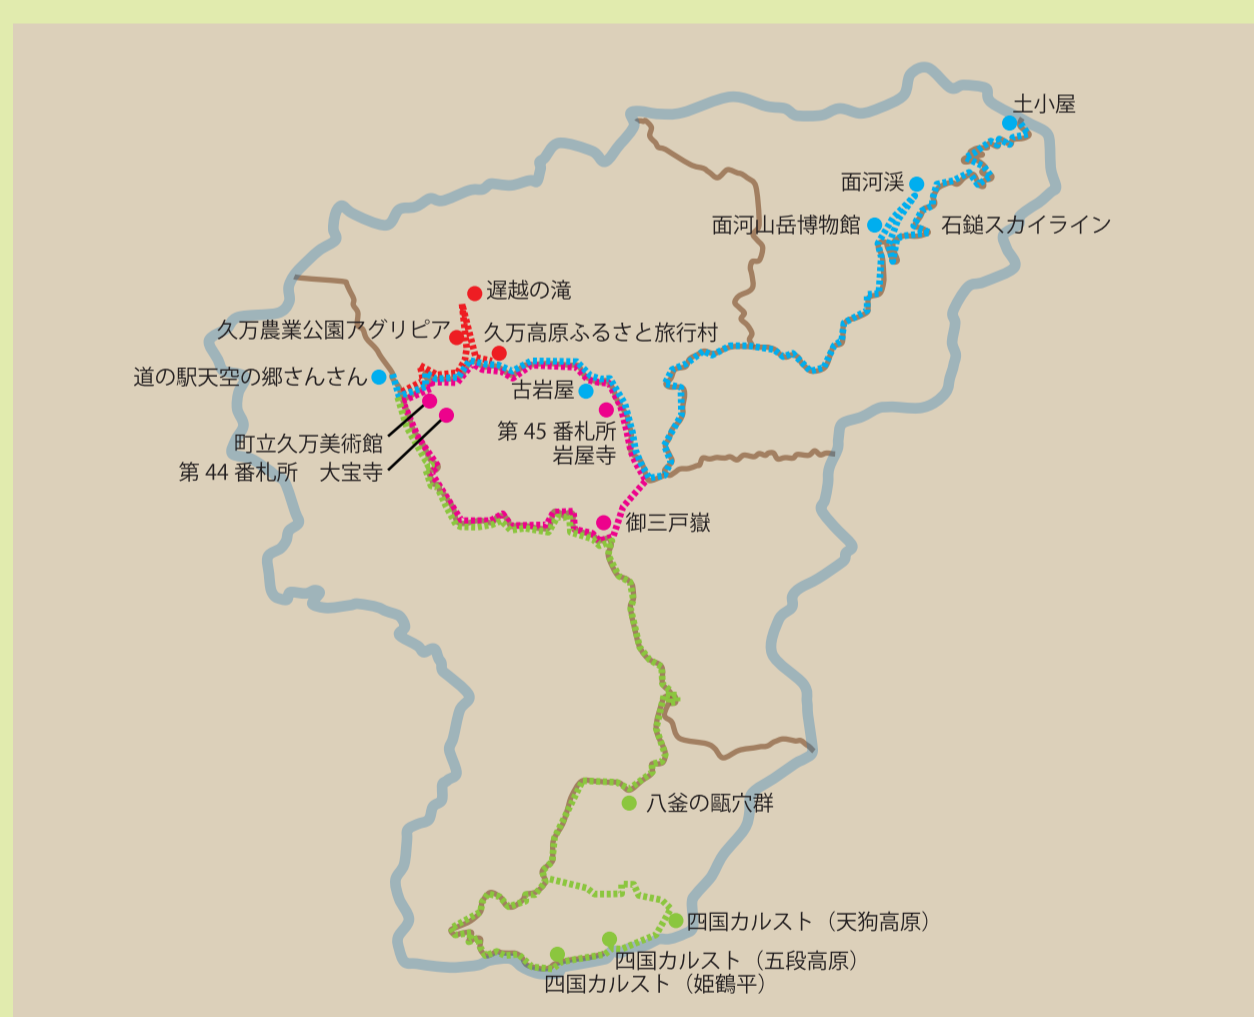 土小屋
面河渓
面河山岳博物館
石鎚スカイライン
遅越の滝
久万農業公園アグリピア
久万高原ふるさと旅行村
道の駅天空の郷さんさん
古岩屋
第 45 番札所
岩屋寺
町立久万美術館
第 44 番札所　大宝寺
御三戸嶽
八釜の甌穴群
四国カルスト（天狗高原）
四国カルスト（五段高原）
四国カルスト（姫鶴平）